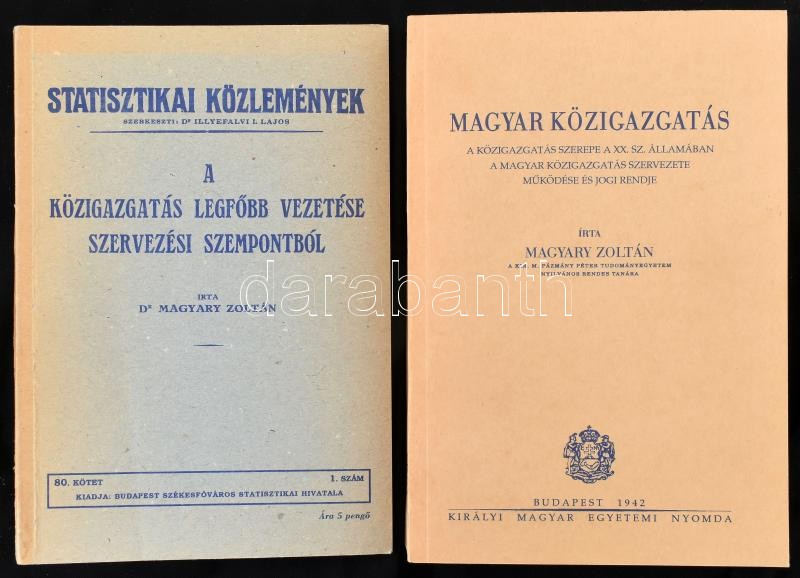 STATISZTIKAI KÖZLEMÉNYEK
SZERKESZTI: Dʳ ILLYEFALVI I. LAJOS
A
KÖZIGAZGATÁS LEGFŐBB VEZETÉSE
SZERVEZÉSI SZEMPONTBÓL
IRTA
Dʳ MAGYARY ZOLTÁN
80. KÖTET
1. SZÁM
KIADJA: BUDAPEST SZÉKESFŐVÁROS STATISZTIKAI HIVATALA
Ára 5 pengő
MAGYAR KÖZIGAZGATÁS
A KÖZIGAZGATÁS SZEREPE A XX. SZ. ÁLLAMÁBAN
A MAGYAR KÖZIGAZGATÁS SZERVEZETE
MŰKÖDÉSE ÉS JOGI RENDJE
ÍRTA
MAGYARY ZOLTÁN
A KIR. M. PÁZMÁNY PÉTER TUDOMÁNYEGYETEM
NYILVÁNOS RENDES TANÁRA
BUDAPEST 1942
KIRÁLYI MAGYAR EGYETEMI NYOMDA
darabanth